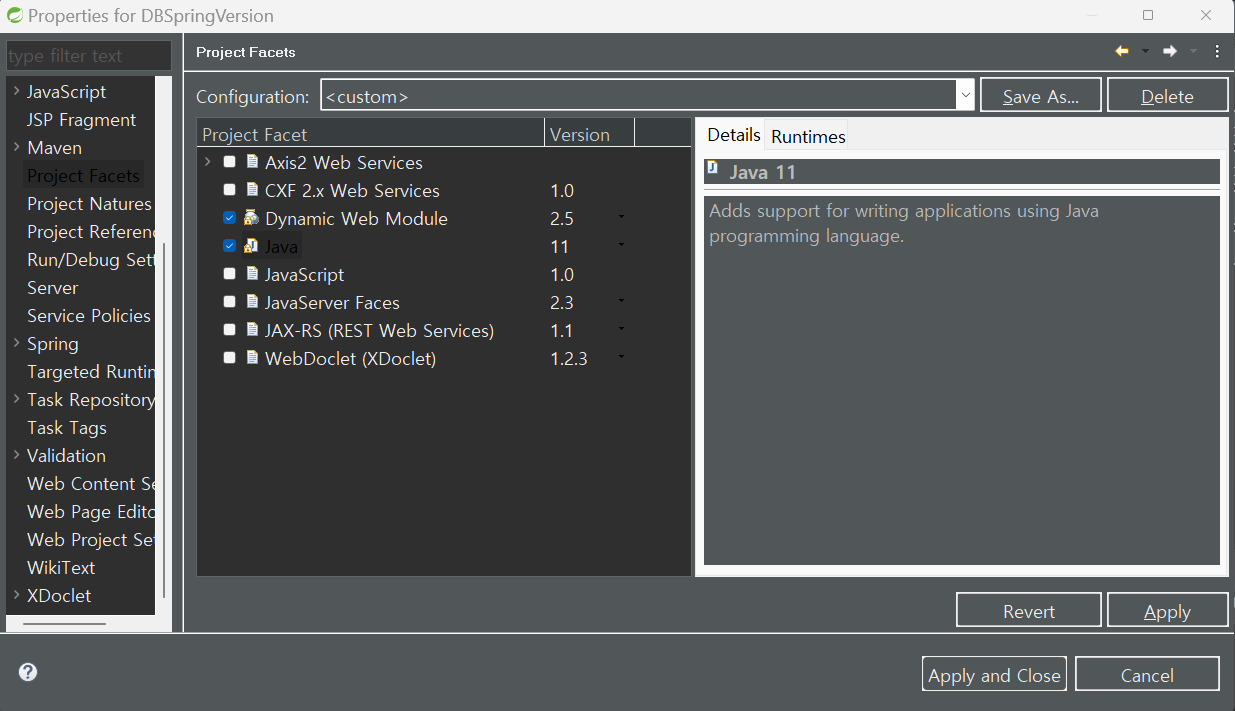 Properties for DBSpringVersion
type filter text
JavaScript
JSP Fragment
Maven
Project Facets
Project Natures
Project Referenc
Run/Debug Sett
Server
Service Policies
Spring
Targeted Runtin
Task Repository
Task Tags
Validation
Web Content Se
Web Page Edito
Web Project Set
WikiText
XDoclet
Project Facets
Configuration: <custom> Save As... Delete
Project Facet Version
Axis2 Web Services
CXF 2.x Web Services 1.0
Dynamic Web Module 2.5
Java 11
JavaScript 1.0
JavaServer Faces 2.3
JAX-RS (REST Web Services) 1.1
WebDoclet (XDoclet) 1.2.3
Details Runtimes
Java 11
Adds support for writing applications using Java
programming language.
Revert Apply
Apply and Close Cancel